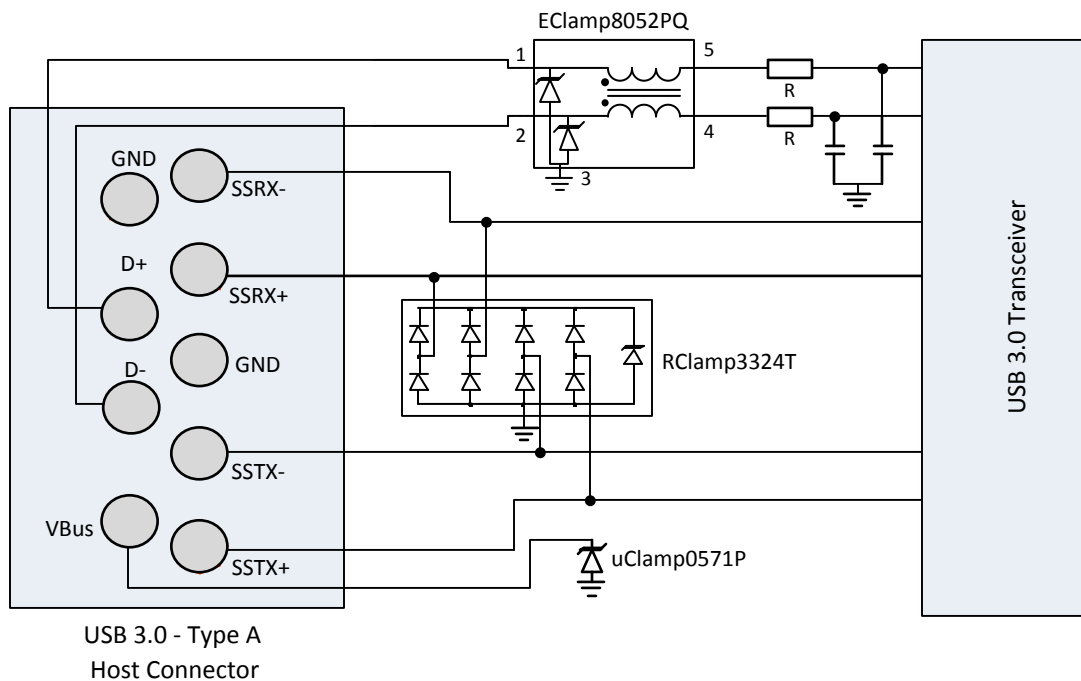 EClamp8052PQ
1
5
R
2
4
R
3
GND
SSRX-
D+
SSRX+
GND
D-
RClamp3324T
USB 3.0 Transceiver
SSTX-
VBus
SSTX+
uClamp0571P
USB 3.0 - Type A
Host Connector